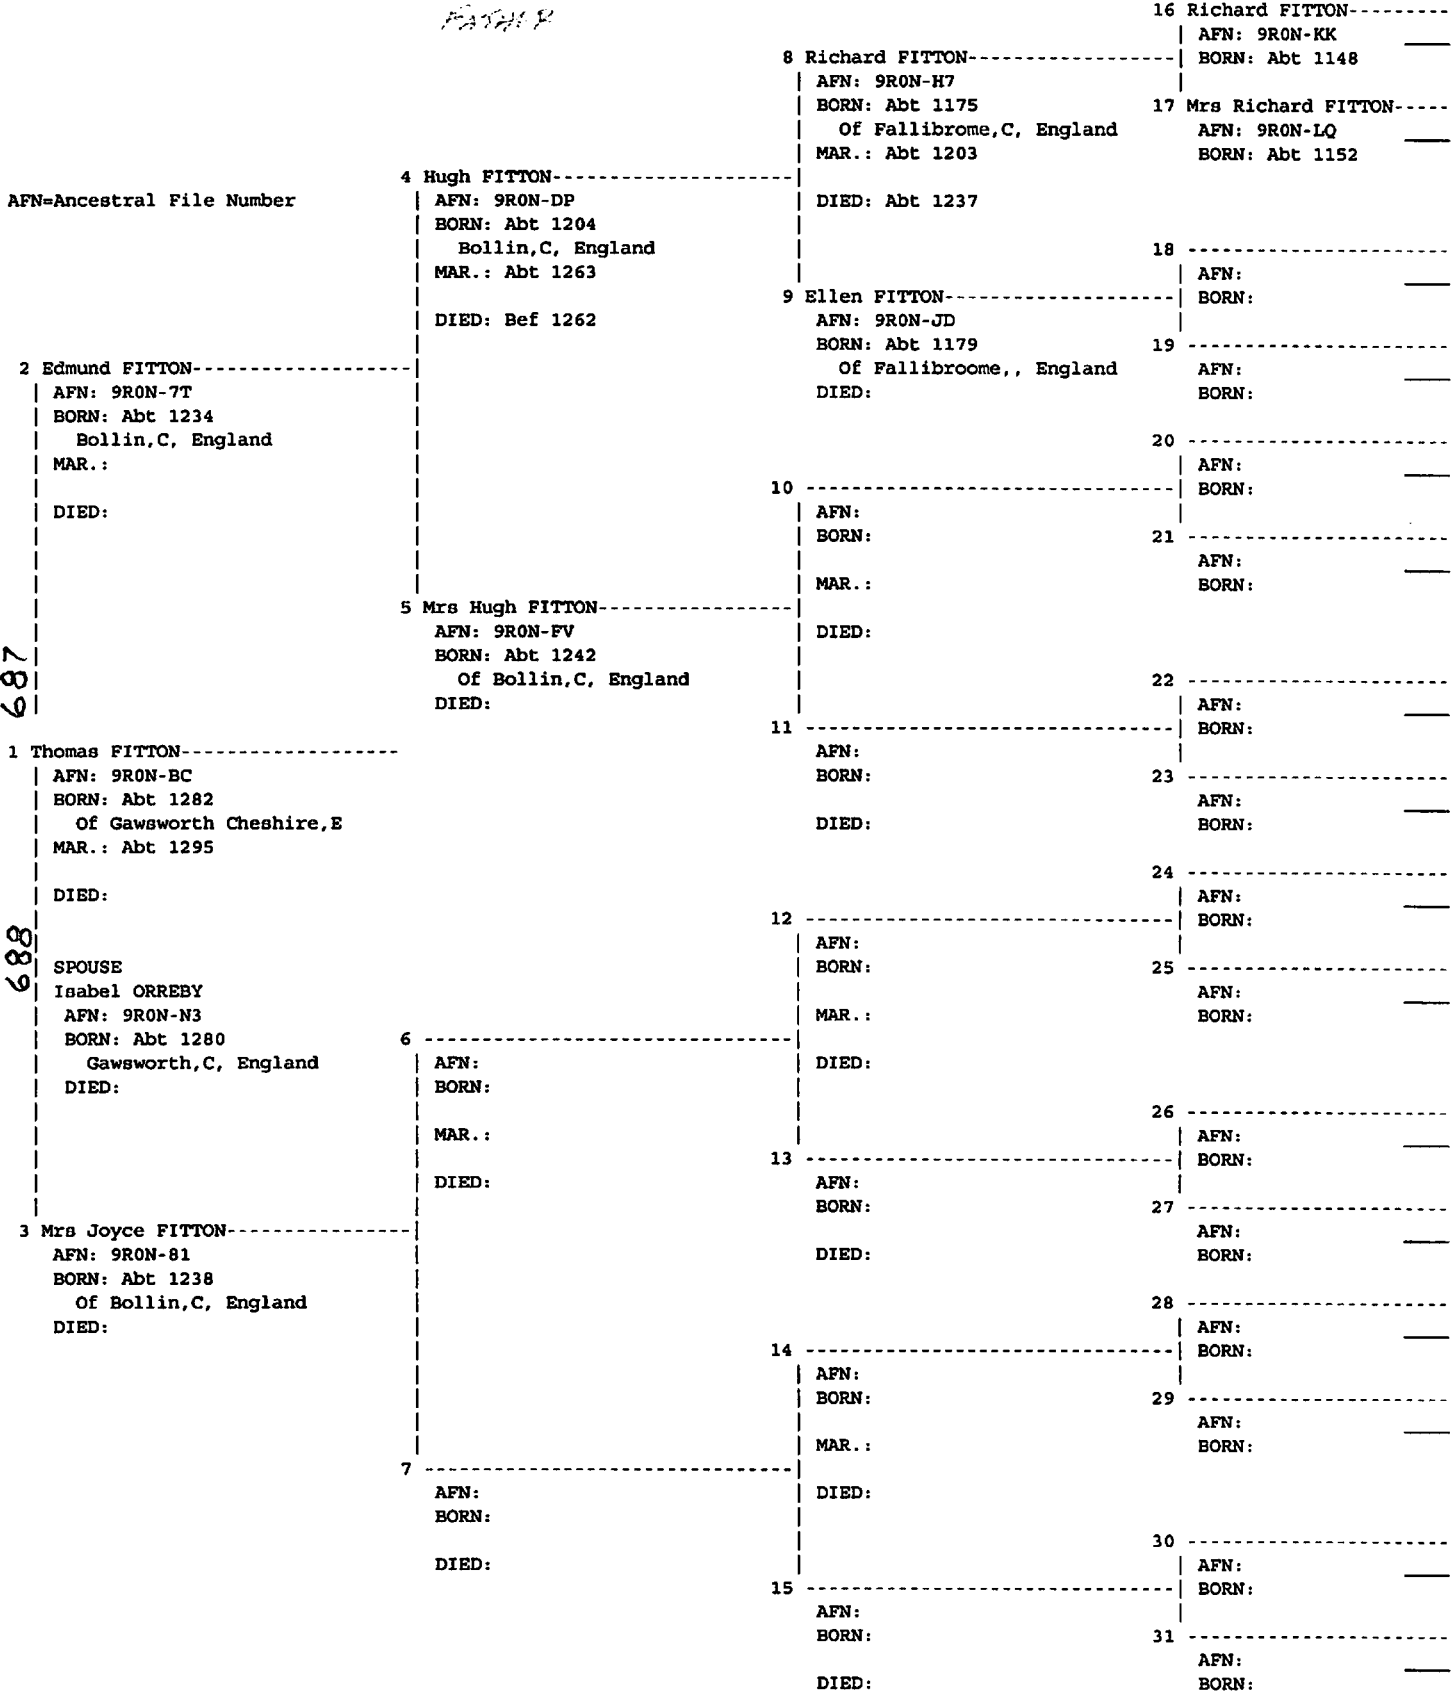 FATHER
AFN=Ancestral File Number
2 Edmund FITTON------------------
AFN: 9R0N-7T
BORN: Abt 1234
Bollin,C, England
MAR.:
DIED:
687
1 Thomas FITTON------------------
AFN: 9R0N-BC
BORN: Abt 1282
Of Gawsworth Cheshire,E
MAR.: Abt 1295
DIED:
688
SPOUSE
Isabel ORREBY
AFN: 9R0N-N3
BORN: Abt 1280
Gawsworth,C, England
DIED:
3 Mrs Joyce FITTON---------------
AFN: 9R0N-81
BORN: Abt 1238
Of Bollin,C, England
DIED:
4 Hugh FITTON--------------------
AFN: 9R0N-DP
BORN: Abt 1204
Bollin,C, England
MAR.: Abt 1263
DIED: Bef 1262
5 Mrs Hugh FITTON----------------
AFN: 9R0N-FV
BORN: Abt 1242
Of Bollin,C, England
DIED:
6 --------------------------------
AFN:
BORN:
MAR.:
DIED:
7 --------------------------------
AFN:
BORN:
DIED:
8 Richard FITTON-----------------
AFN: 9R0N-H7
BORN: Abt 1175
Of Fallibrome,C, England
MAR.: Abt 1203
DIED: Abt 1237
9 Ellen FITTON-------------------
AFN: 9R0N-JD
BORN: Abt 1179
Of Fallibroome,, England
DIED:
10 --------------------------------
AFN:
BORN:
MAR.:
DIED:
11 --------------------------------
AFN:
BORN:
DIED:
12 --------------------------------
AFN:
BORN:
MAR.:
DIED:
13 --------------------------------
AFN:
BORN:
DIED:
14 --------------------------------
AFN:
BORN:
MAR.:
DIED:
15 --------------------------------
AFN:
BORN:
DIED:
16 Richard FITTON---------
AFN: 9R0N-KK
BORN: Abt 1148
17 Mrs Richard FITTON-----
AFN: 9R0N-LQ
BORN: Abt 1152
18 -----------------------
AFN:
BORN:
19 -----------------------
AFN:
BORN:
20 -----------------------
AFN:
BORN:
21 -----------------------
AFN:
BORN:
22 -----------------------
AFN:
BORN:
23 -----------------------
AFN:
BORN:
24 -----------------------
AFN:
BORN:
25 -----------------------
AFN:
BORN:
26 -----------------------
AFN:
BORN:
27 -----------------------
AFN:
BORN:
28 -----------------------
AFN:
BORN:
29 -----------------------
AFN:
BORN:
30 -----------------------
AFN:
BORN:
31 -----------------------
AFN:
BORN: